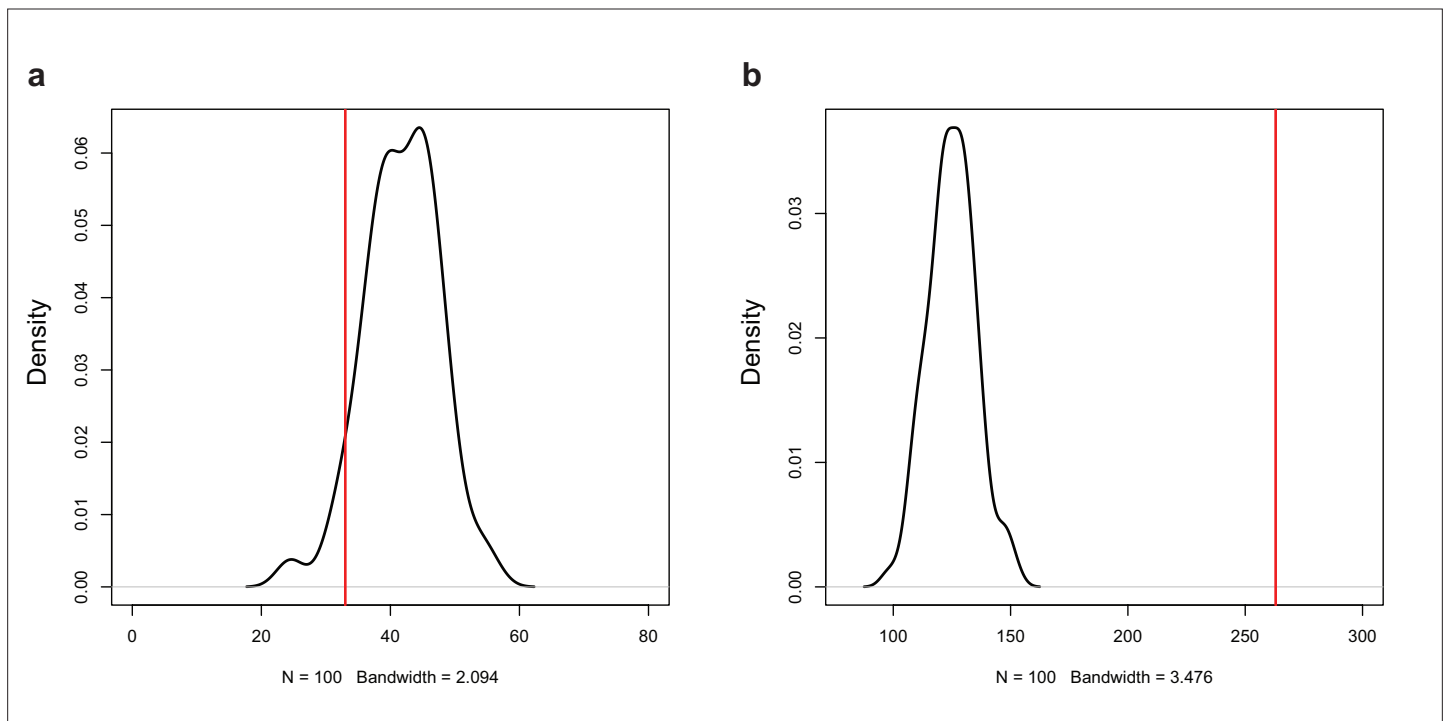 a
b
Density
0.00 0.01 0.02 0.03 0.04 0.05 0.06
0 20 40 60 80
N = 100 Bandwidth = 2.094
Density
0.00 0.01 0.02 0.03
100 150 200 250 300
N = 100 Bandwidth = 3.476